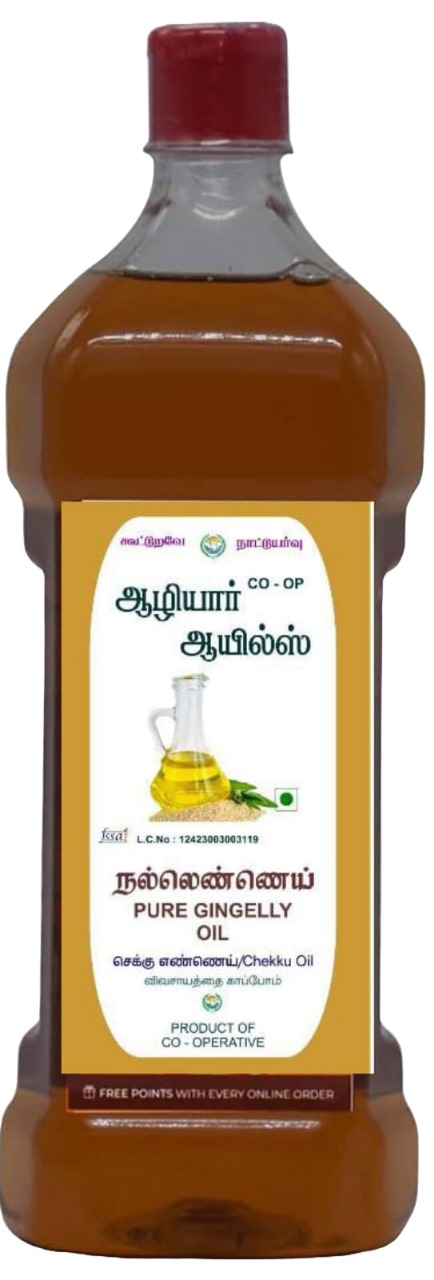 கூட்டுறவே நாட்டுயர்வு
ஆழியார் CO - OP
ஆயில்ஸ்
fssai L.C.No : 12423003003119
நல்லெண்ணெய்
PURE GINGELLY
OIL
செக்கு எண்ணெய்/Chekku Oil
விவசாயத்தை காப்போம்
PRODUCT OF
CO - OPERATIVE
FREE POINTS WITH EVERY ONLINE ORDER